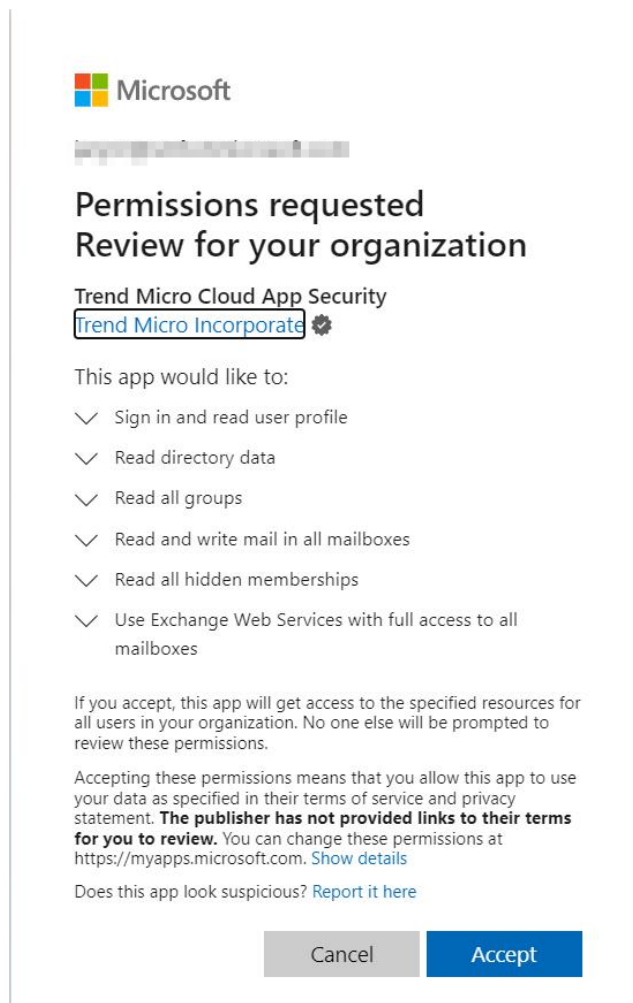 Microsoft
Permissions requested
Review for your organization
Trend Micro Cloud App Security
Trend Micro Incorporate
This app would like to:
Sign in and read user profile
Read directory data
Read all groups
Read and write mail in all mailboxes
Read all hidden memberships
Use Exchange Web Services with full access to all
mailboxes
If you accept, this app will get access to the specified resources for
all users in your organization. No one else will be prompted to
review these permissions.
Accepting these permissions means that you allow this app to use
your data as specified in their terms of service and privacy
statement. The publisher has not provided links to their terms
for you to review. You can change these permissions at
https://myapps.microsoft.com. Show details
Does this app look suspicious? Report it here
Cancel Accept